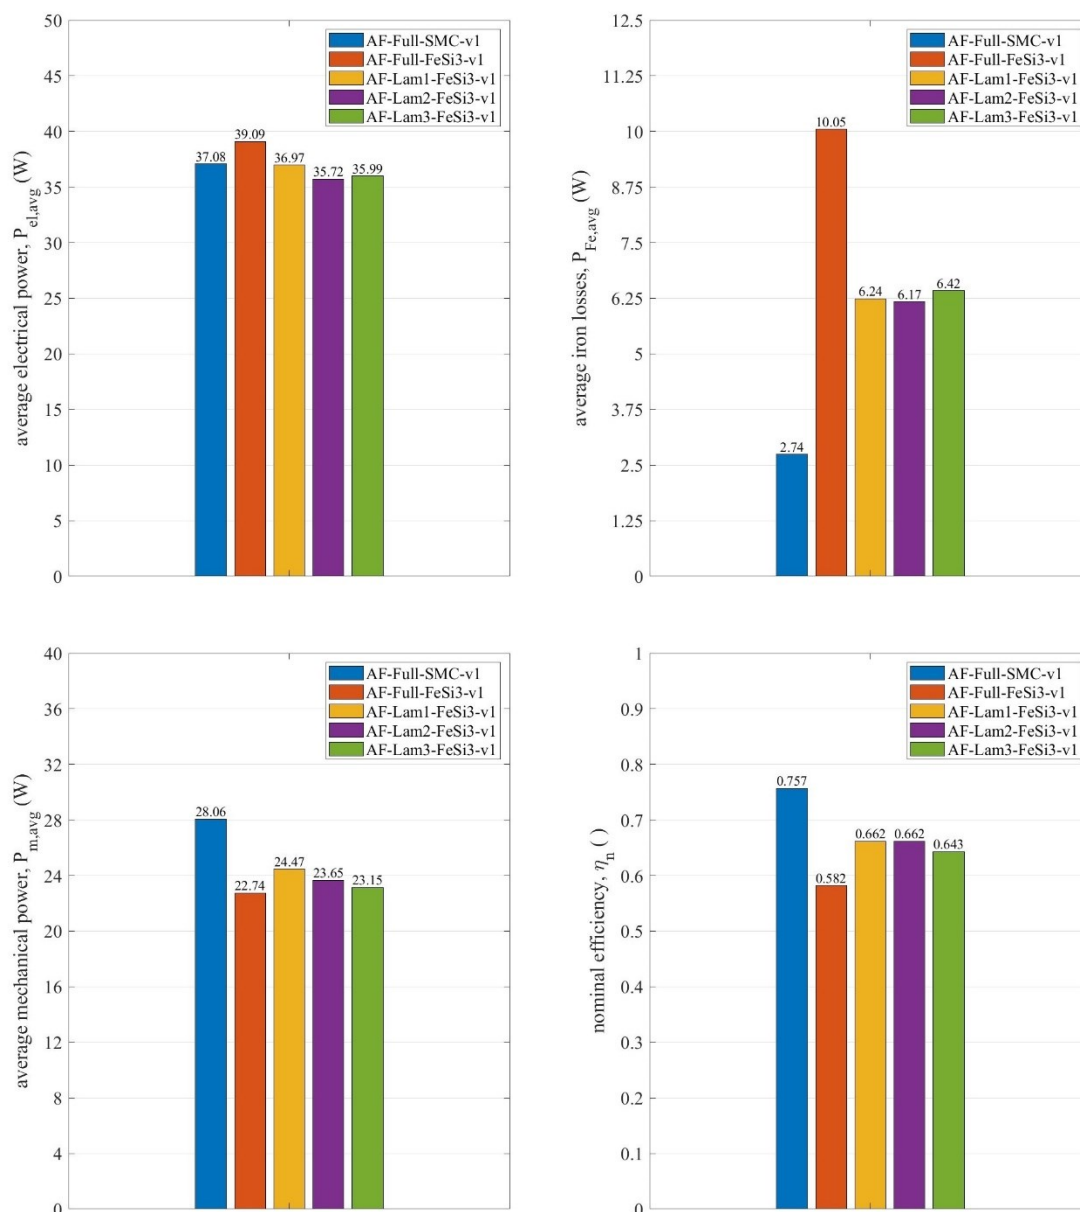 50
45
40
35
30
25
20
15
10
5
0
average electrical power, P_el,avg (W)
AF-Full-SMC-v1
AF-Full-FeSi3-v1
AF-Lam1-FeSi3-v1
AF-Lam2-FeSi3-v1
AF-Lam3-FeSi3-v1
37.08
39.09
36.97
35.72
35.99
12.5
11.25
10
8.75
7.5
6.25
5
3.75
2.5
1.25
0
average iron losses, P_Fe,avg (W)
AF-Full-SMC-v1
AF-Full-FeSi3-v1
AF-Lam1-FeSi3-v1
AF-Lam2-FeSi3-v1
AF-Lam3-FeSi3-v1
2.74
10.05
6.24
6.17
6.42
40
36
32
28
24
20
16
12
8
4
0
average mechanical power, P_m,avg (W)
AF-Full-SMC-v1
AF-Full-FeSi3-v1
AF-Lam1-FeSi3-v1
AF-Lam2-FeSi3-v1
AF-Lam3-FeSi3-v1
28.06
22.74
24.47
23.65
23.15
1
0.9
0.8
0.7
0.6
0.5
0.4
0.3
0.2
0.1
0
nominal efficiency, η_n ( )
AF-Full-SMC-v1
AF-Full-FeSi3-v1
AF-Lam1-FeSi3-v1
AF-Lam2-FeSi3-v1
AF-Lam3-FeSi3-v1
0.757
0.582
0.662
0.662
0.643